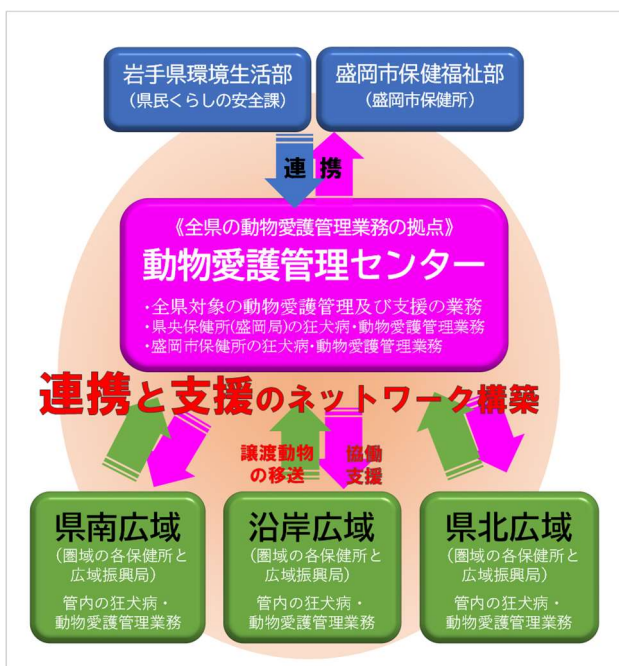 岩手県環境生活部
(県民くらしの安全課)
盛岡市保健福祉部
(盛岡市保健所)
連 携
《全県の動物愛護管理業務の拠点》
動物愛護管理センター
・全県対象の動物愛護管理及び支援の業務
・県央保健所(盛岡局)の狂犬病・動物愛護管理業務
・盛岡市保健所の狂犬病・動物愛護管理業務
連携と支援のネットワーク構築
譲渡動物
の移送
協働
支援
県南広域
(圏域の各保健所と
広域振興局)
管内の狂犬病・
動物愛護管理業務
沿岸広域
(圏域の各保健所と
広域振興局)
管内の狂犬病・
動物愛護管理業務
県北広域
(圏域の各保健所と
広域振興局)
管内の狂犬病・
動物愛護管理業務